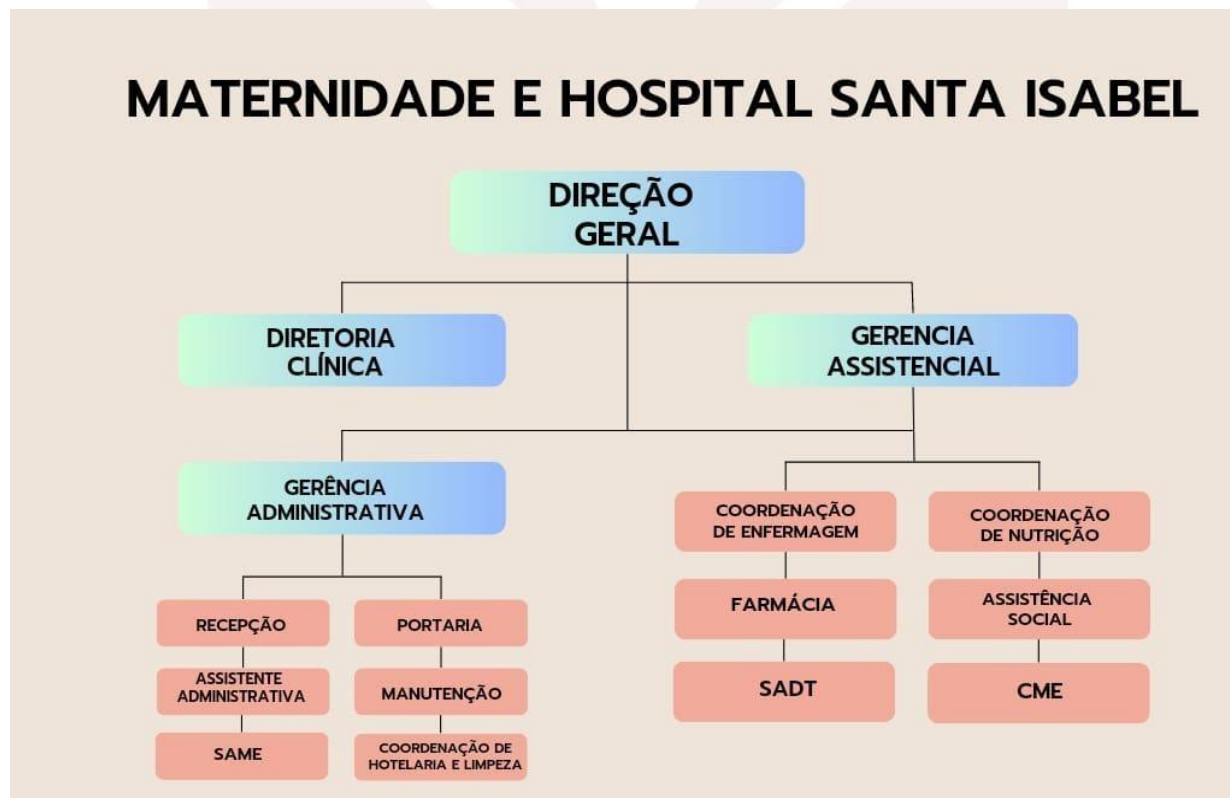 MATERNIDADE E HOSPITAL SANTA ISABEL
DIREÇÃO
GERAL
DIRETORIA
CLÍNICA
GERENCIA
ASSISTENCIAL
GERÊNCIA
ADMINISTRATIVA
RECEPÇÃO
ASSISTENTE
ADMINISTRATIVA
SAME
PORTARIA
MANUTENÇÃO
COORDENAÇÃO DE
HOTELARIA E LIMPEZA
COORDENAÇÃO
DE ENFERMAGEM
FARMÁCIA
SADT
COORDENAÇÃO
DE NUTRIÇÃO
ASSISTÊNCIA
SOCIAL
CME